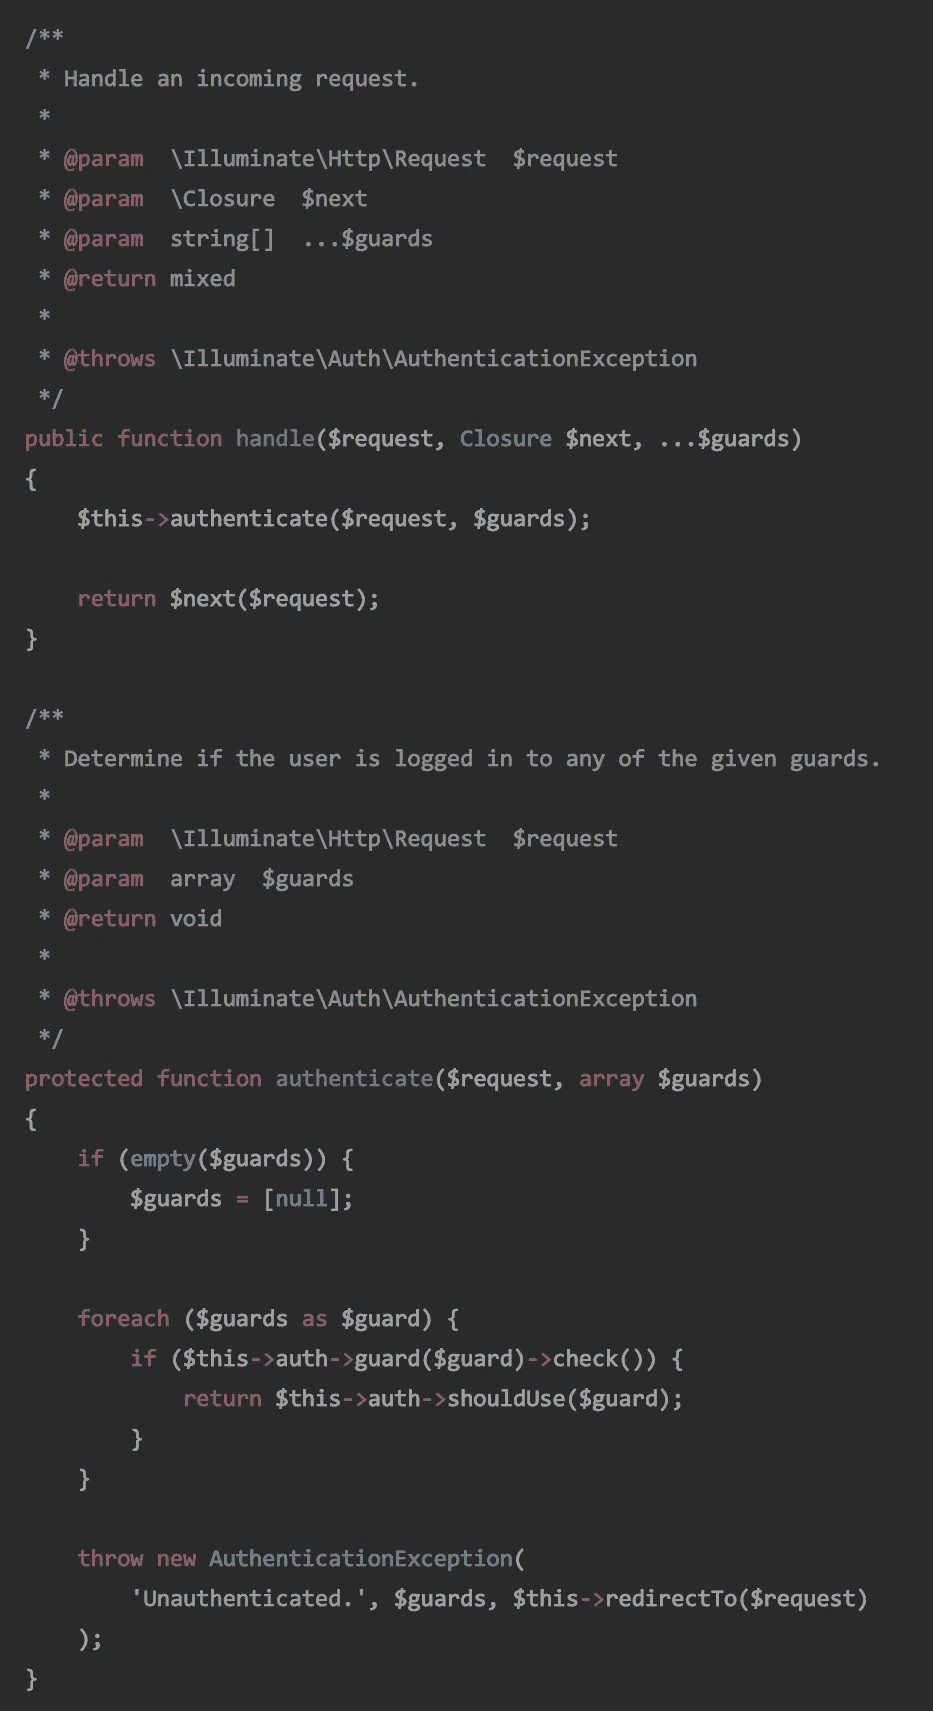 /**
 * Handle an incoming request.
 *
 * @param  \Illuminate\Http\Request  $request
 * @param  \Closure  $next
 * @param  string[]  ...$guards
 * @return mixed
 *
 * @throws \Illuminate\Auth\AuthenticationException
 */
public function handle($request, Closure $next, ...$guards)
{
    $this->authenticate($request, $guards);

    return $next($request);
}

/**
 * Determine if the user is logged in to any of the given guards.
 *
 * @param  \Illuminate\Http\Request  $request
 * @param  array  $guards
 * @return void
 *
 * @throws \Illuminate\Auth\AuthenticationException
 */
protected function authenticate($request, array $guards)
{
    if (empty($guards)) {
        $guards = [null];
    }

    foreach ($guards as $guard) {
        if ($this->auth->guard($guard)->check()) {
            return $this->auth->shouldUse($guard);
        }
    }

    throw new AuthenticationException(
        'Unauthenticated.', $guards, $this->redirectTo($request)
    );
}